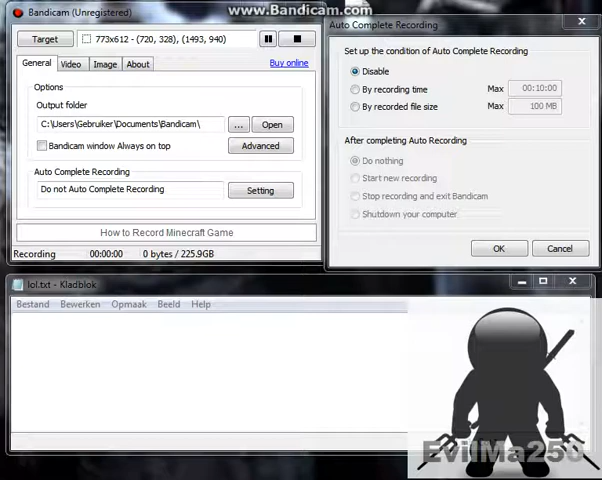 www.Bandicam.com
Bandicam (Unregistered)
Target
773x612 - (720, 328), (1493, 940)
General
Video
Image
About
Buy online
Options
Output folder
C:\Users\Gebruiker\Documents\Bandicam\
...
Open
Bandicam window Always on top
Advanced
Auto Complete Recording
Do not Auto Complete Recording
Setting
How to Record Minecraft Game
Recording 00:00:00 0 bytes / 225.9GB
Auto Complete Recording
Set up the condition of Auto Complete Recording
Disable
By recording time Max 00:10:00
By recorded file size Max 100 MB
After completing Auto Recording
Do nothing
Start new recording
Stop recording and exit Bandicam
Shutdown your computer
OK
Cancel
lol.txt - Kladblok
Bestand Bewerken Opmaak Beeld Help
EvilMa250